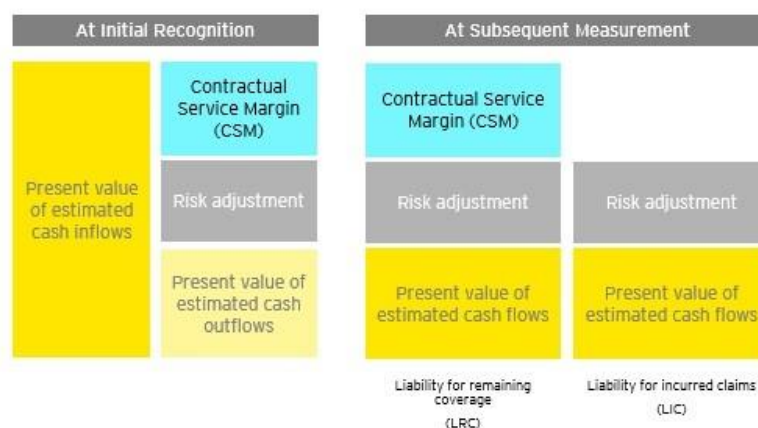 At Initial Recognition
At Subsequent Measurement
Present value
of estimated
cash inflows
Contractual
Service Margin
(CSM)
Risk adjustment
Present value of
estimated cash
outflows
Contractual Service
Margin (CSM)
Risk adjustment
Risk adjustment
Present value of
estimated cash flows
Present value of
estimated cash flows
Liability for remaining
coverage
(LRC)
Liability for incurred claims
(LIC)